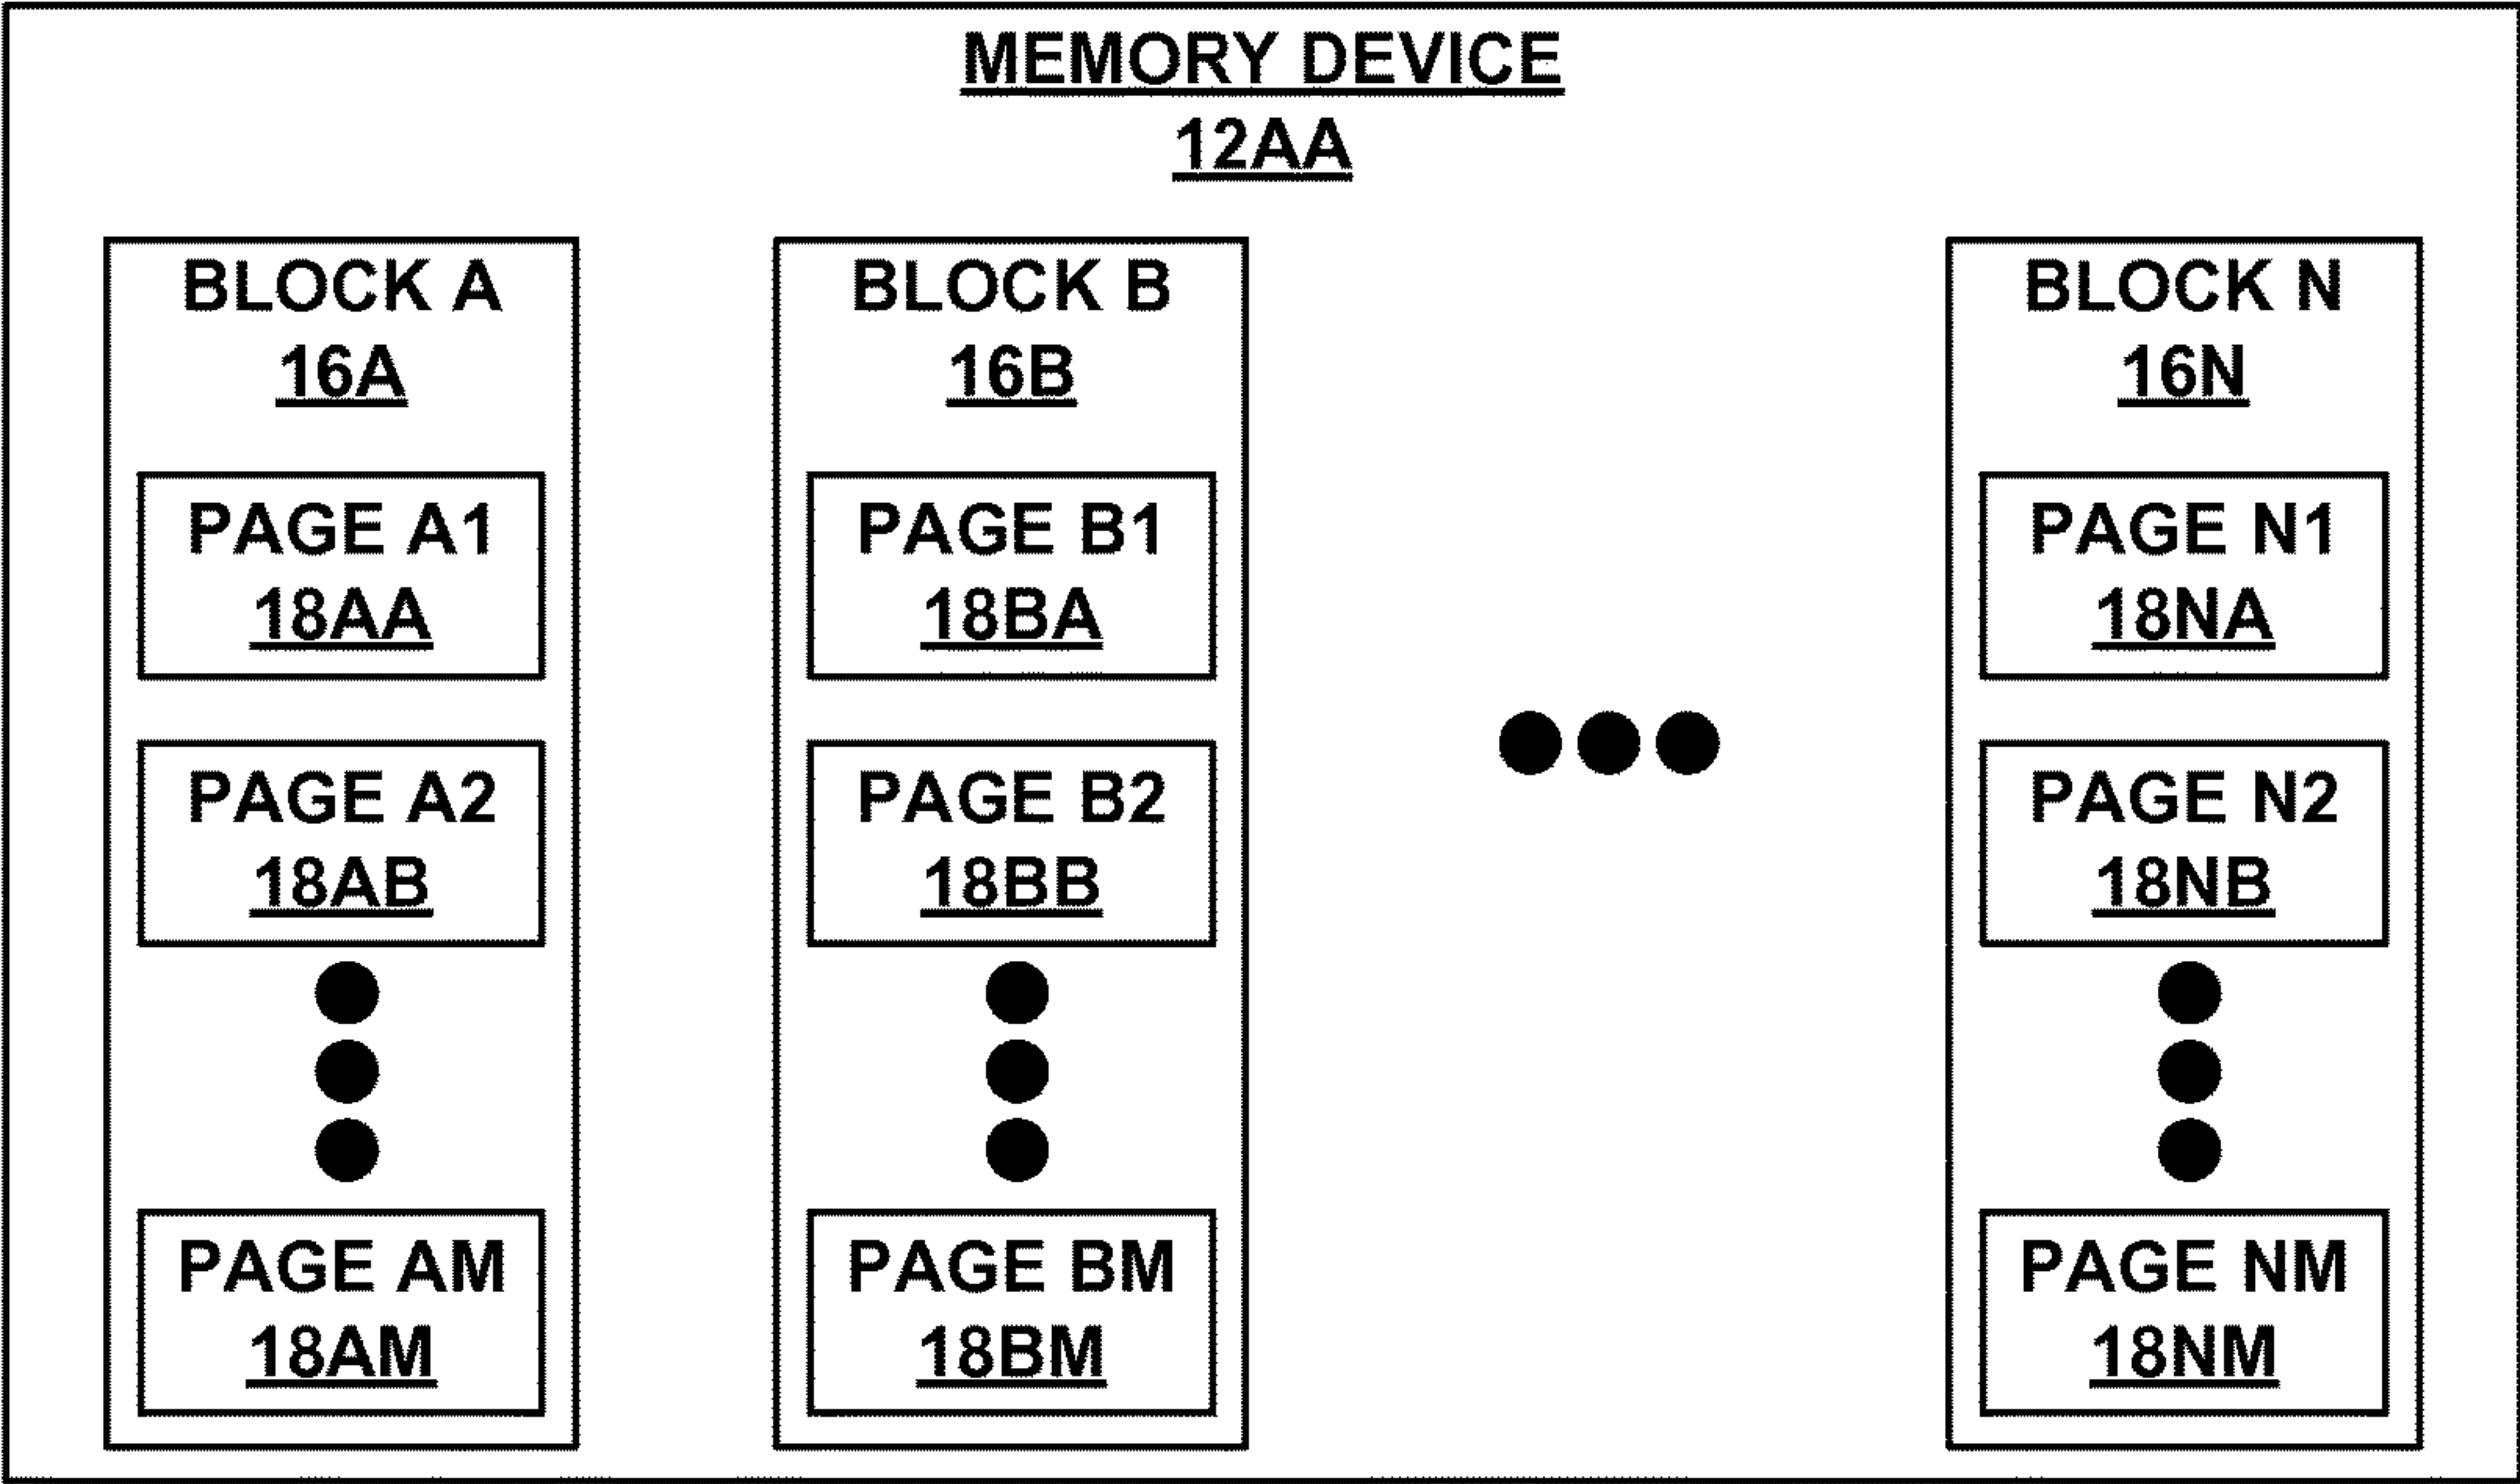 MEMORY DEVICE
12AA
BLOCK A
16A
PAGE A1
18AA
PAGE A2
18AB
PAGE AM
18AM
BLOCK B
16B
PAGE B1
18BA
PAGE B2
18BB
PAGE BM
18BM
BLOCK N
16N
PAGE N1
18NA
PAGE N2
18NB
PAGE NM
18NM